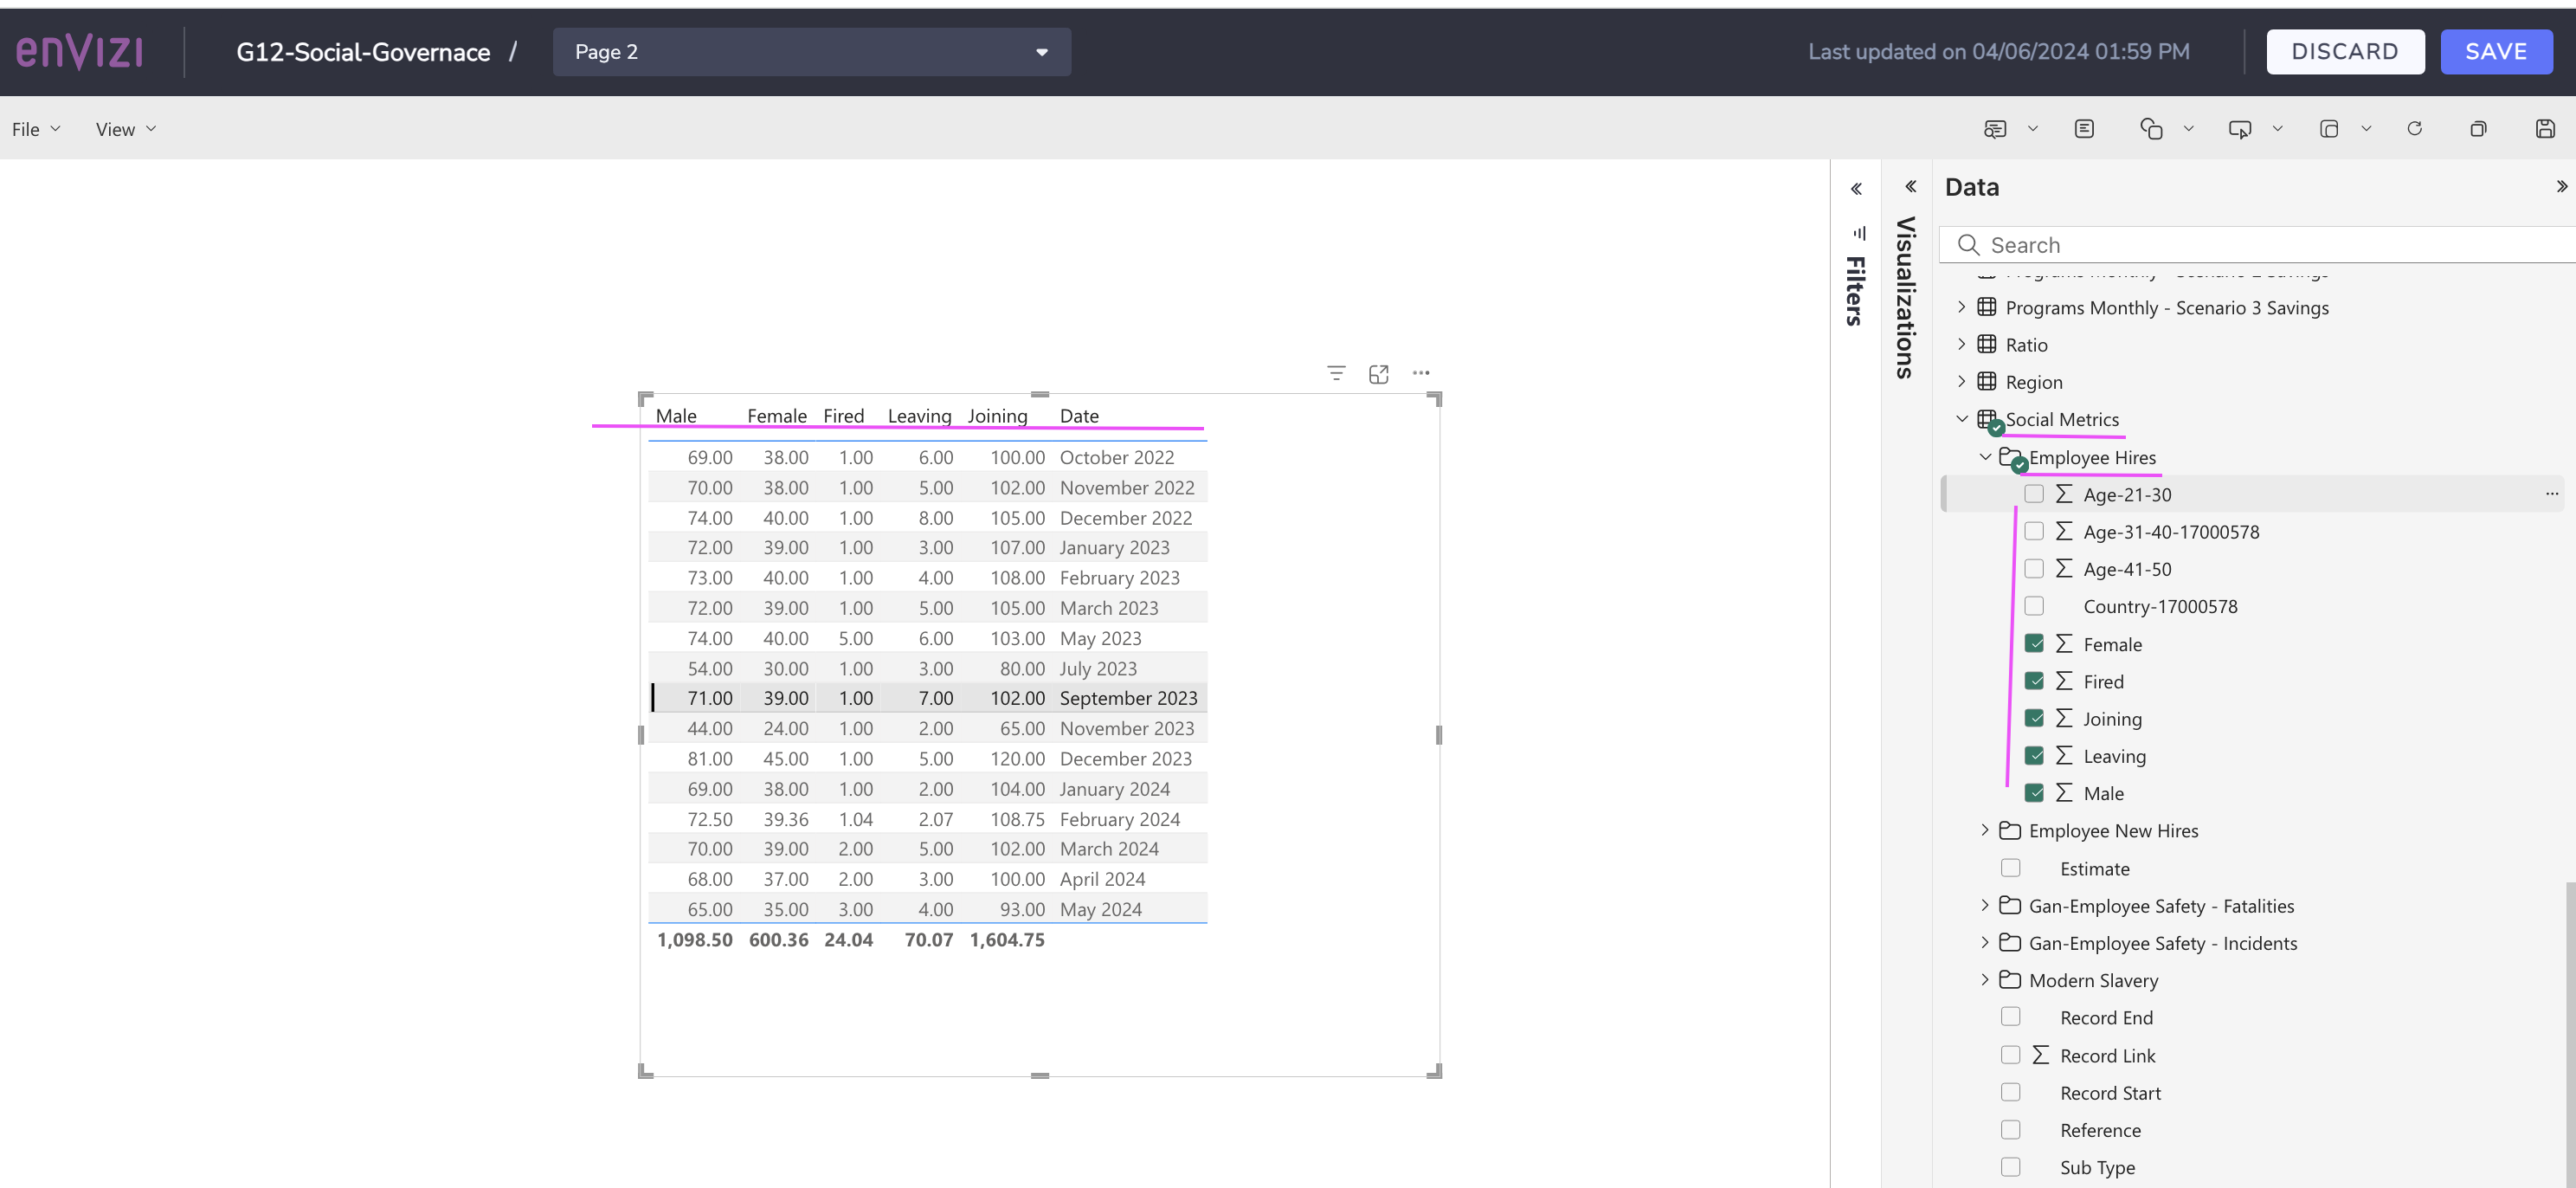 enVizi G12-Social-Governace / Page 2 Last updated on 04/06/2024 01:59 PM DISCARD SAVE
File View
Male Female Fired Leaving Joining Date
69.00 38.00 1.00 6.00 100.00 October 2022
70.00 38.00 1.00 5.00 102.00 November 2022
74.00 40.00 1.00 8.00 105.00 December 2022
72.00 39.00 1.00 3.00 107.00 January 2023
73.00 40.00 1.00 4.00 108.00 February 2023
72.00 39.00 1.00 5.00 105.00 March 2023
74.00 40.00 5.00 6.00 103.00 May 2023
54.00 30.00 1.00 3.00 80.00 July 2023
71.00 39.00 1.00 7.00 102.00 September 2023
44.00 24.00 1.00 2.00 65.00 November 2023
81.00 45.00 1.00 5.00 120.00 December 2023
69.00 38.00 1.00 2.00 104.00 January 2024
72.50 39.36 1.04 2.07 108.75 February 2024
70.00 39.00 2.00 5.00 102.00 March 2024
68.00 37.00 2.00 3.00 100.00 April 2024
65.00 35.00 3.00 4.00 93.00 May 2024
1,098.50 600.36 24.04 70.07 1,604.75
Filters
Visualizations
Data
Search
Programs Monthly - Scenario 3 Savings
Ratio
Region
Social Metrics
Employee Hires
Age-21-30
Age-31-40-17000578
Age-41-50
Country-17000578
Female
Fired
Joining
Leaving
Male
Employee New Hires
Estimate
Gan-Employee Safety - Fatalities
Gan-Employee Safety - Incidents
Modern Slavery
Record End
Record Link
Record Start
Reference
Sub Type